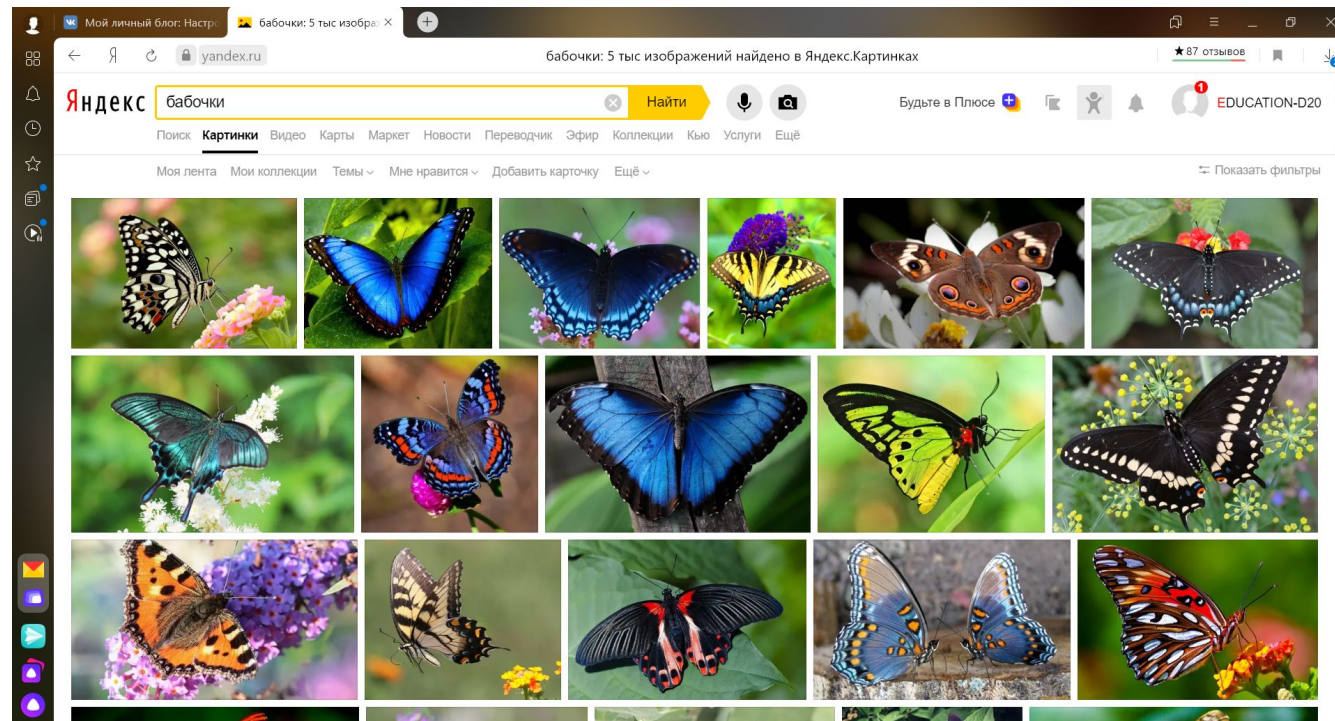 Мой личный блог: Настро
бабочки: 5 тыс изобра
yandex.ru
бабочки: 5 тыс изображений найдено в Яндекс.Картинках
★87 отзывов
Яндекс
бабочки
Найти
Будьте в Плюсе
1
EDUCATION-D20
Поиск Картинки Видео Карты Маркет Новости Переводчик Эфир Коллекции Кью Услуги Ещё
Моя лента Мои коллекции Темы Мне нравится Добавить карточку Ещё
Показать фильтры